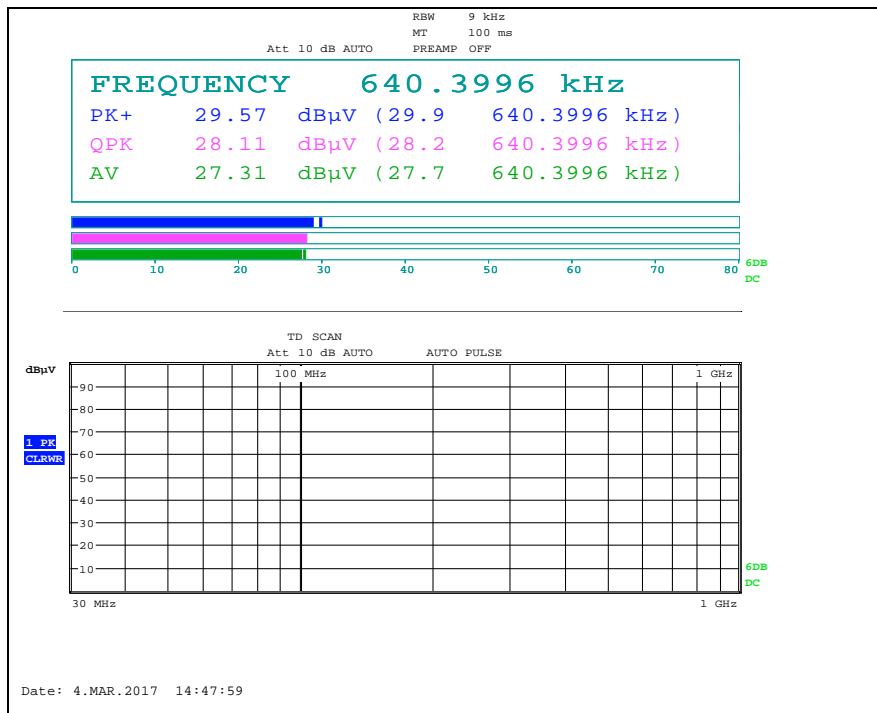 RBW 9 kHz
MT 100 ms
Att 10 dB AUTO PREAMP OFF
FREQUENCY 640.3996 kHz
PK+ 29.57 dBµV (29.9 640.3996 kHz)
QPK 28.11 dBµV (28.2 640.3996 kHz)
AV 27.31 dBµV (27.7 640.3996 kHz)
0 10 20 30 40 50 60 70 80
6DB
DC
TD SCAN
Att 10 dB AUTO AUTO PULSE
dBµV
100 MHz 1 GHz
90
80
70
1 PK
60
CLRWR
50
40
30
20
10
6DB
DC
30 MHz 1 GHz
Date: 4.MAR.2017 14:47:59